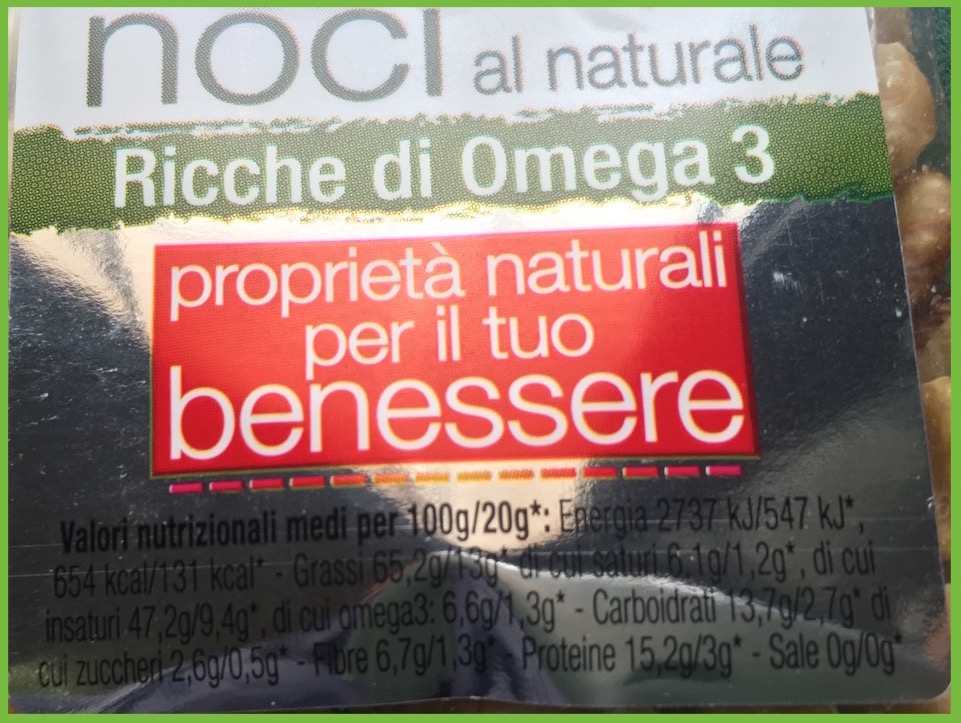 noci al naturale
Ricche di Omega 3
proprietà naturali
per il tuo
benessere
Valori nutrizionali medi per 100g/20g*: Energia 2737 kJ/547 kJ*,
654 kcal/131 kcal* - Grassi 65,2g/13g* di cui saturi 6,1g/1,2g*, di cui
insaturi 47,2g/9,4g*, di cui omega3: 6,6g/1,3g* - Carboidrati 13,7g/2,7g* di
cui zuccheri 2,6g/0,5g* - Fibre 6,7g/1,3g* - Proteine 15,2g/3g* - Sale 0g/0g*